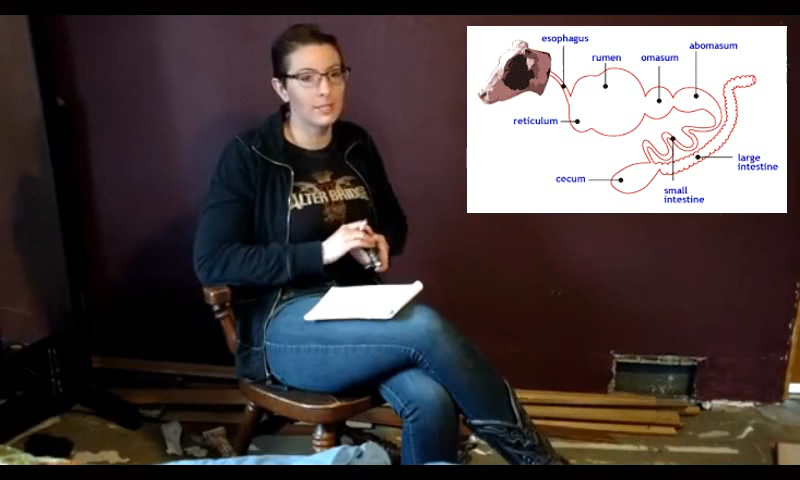 esophagus
rumen
omasum
abomasum
reticulum
large
intestine
cecum
small
intestine
ALTER BRIDGE